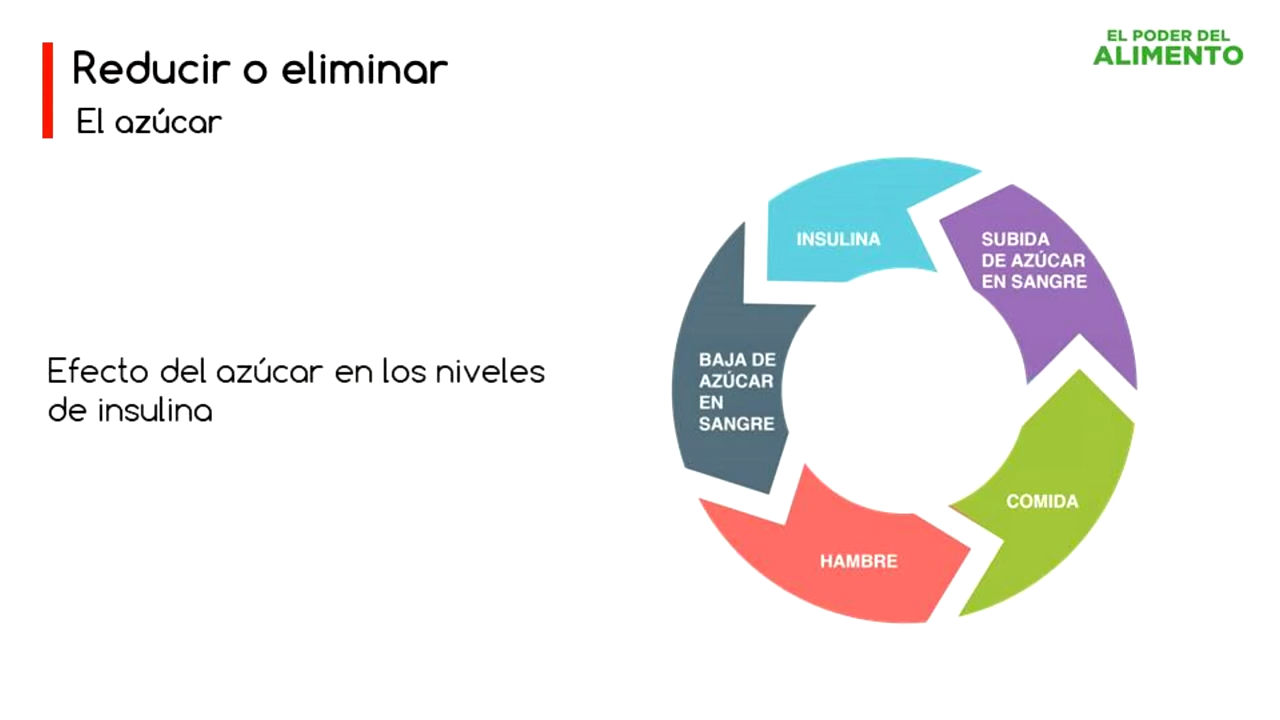 Reducir o eliminar
El azúcar
EL PODER DEL
ALIMENTO
Efecto del azúcar en los niveles
de insulina
INSULINA
SUBIDA
DE AZÚCAR
EN SANGRE
COMIDA
HAMBRE
BAJA DE
AZÚCAR
EN
SANGRE